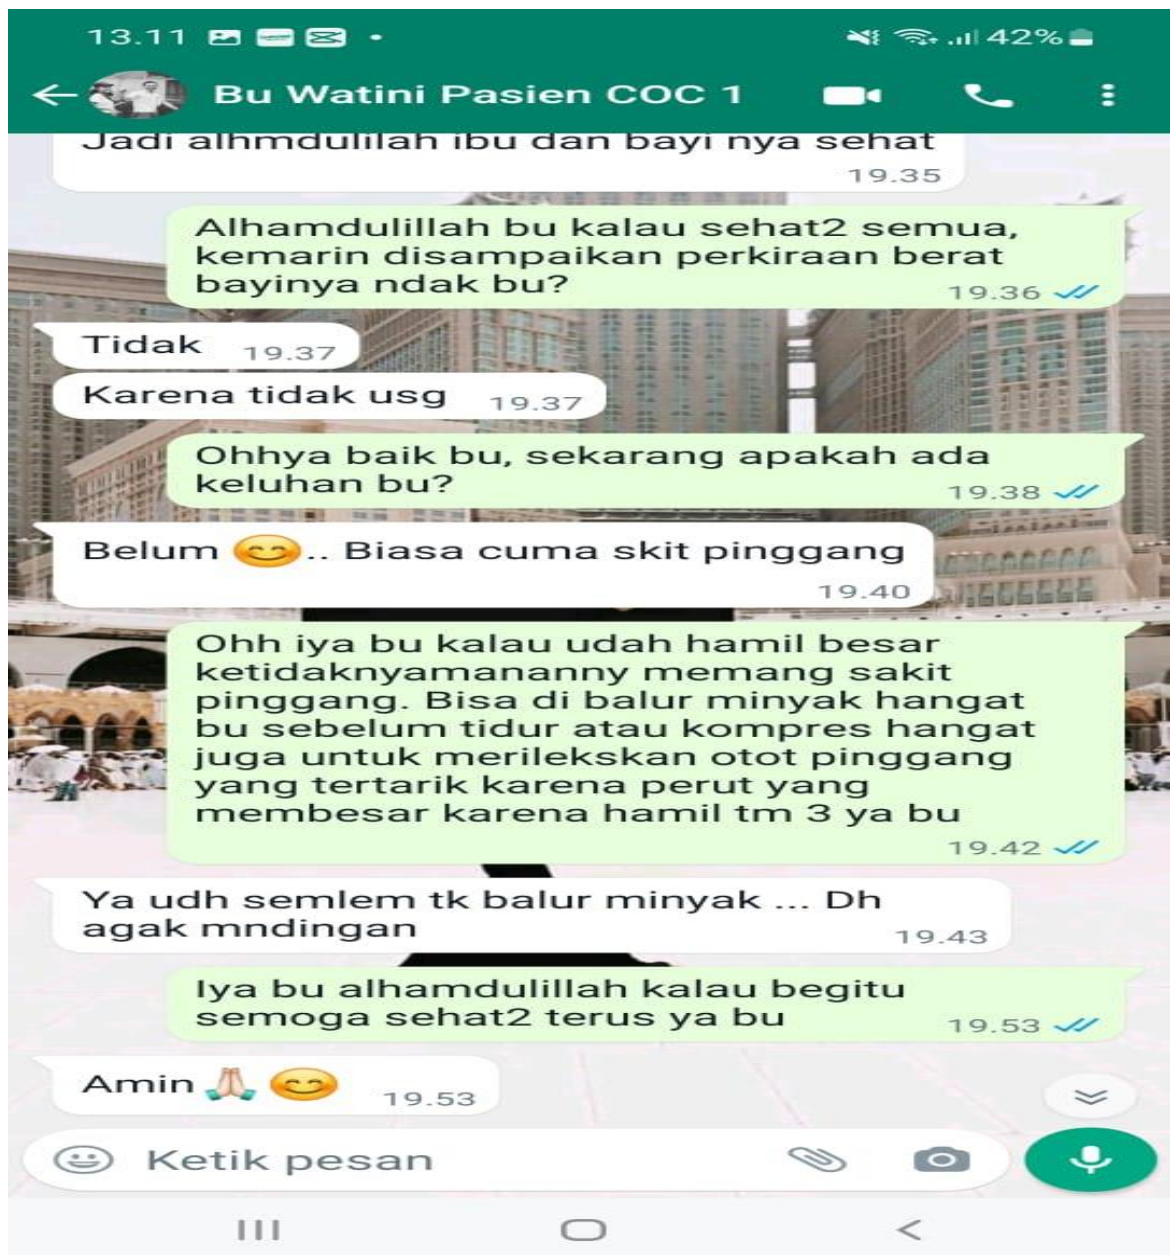 13.11
42%
Bu Watini Pasien COC 1
Jadi alhmdulilah ibu dan bayi nya sehat
19.35
Alhamdulillah bu kalau sehat2 semua,
kemarin disampaikan perkiraan berat
bayinya ndak bu?
19.36
Tidak 19.37
Karena tidak usg 19.37
Ohhya baik bu, sekarang apakah ada
keluhan bu?
19.38
Belum 😊.. Biasa cuma skit pinggang
19.40
Ohh iya bu kalau udah hamil besar
ketidaknyamananny memang sakit
pinggang. Bisa di balur minyak hangat
bu sebelum tidur atau kompres hangat
juga untuk merilekskan otot pinggang
yang tertarik karena perut yang
membesar karena hamil tm 3 ya bu
19.42
Ya udh semlem tk balur minyak ... Dh
agak mndingan
19.43
Iya bu alhamdulillah kalau begitu
semoga sehat2 terus ya bu
19.53
Amin 🙏🏻 😊 19.53
Ketik pesan